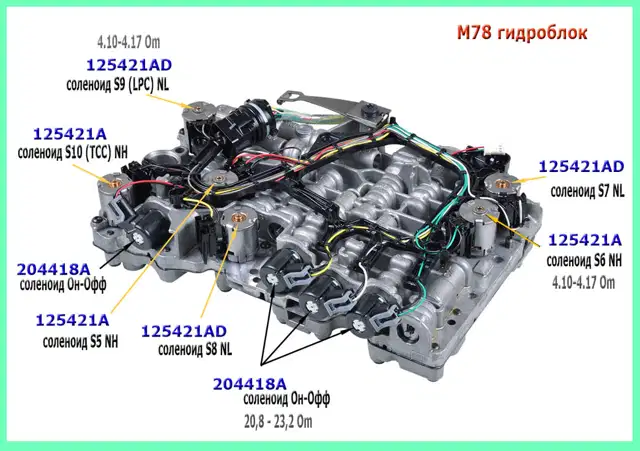 M78 гидроблок
4.10-4.17 Om
125421AD
соленоид S9 (LPC) NL
125421A
соленоид S10 (TCC) NH
125421AD
соленоид S7 NL
125421A
соленоид S6 NH
4.10-4.17 Om
204418A
соленоид Он-Офф
125421A
соленоид S5 NH
125421AD
соленоид S8 NL
204418A
соленоид Он-Офф
20,8 - 23,2 Om